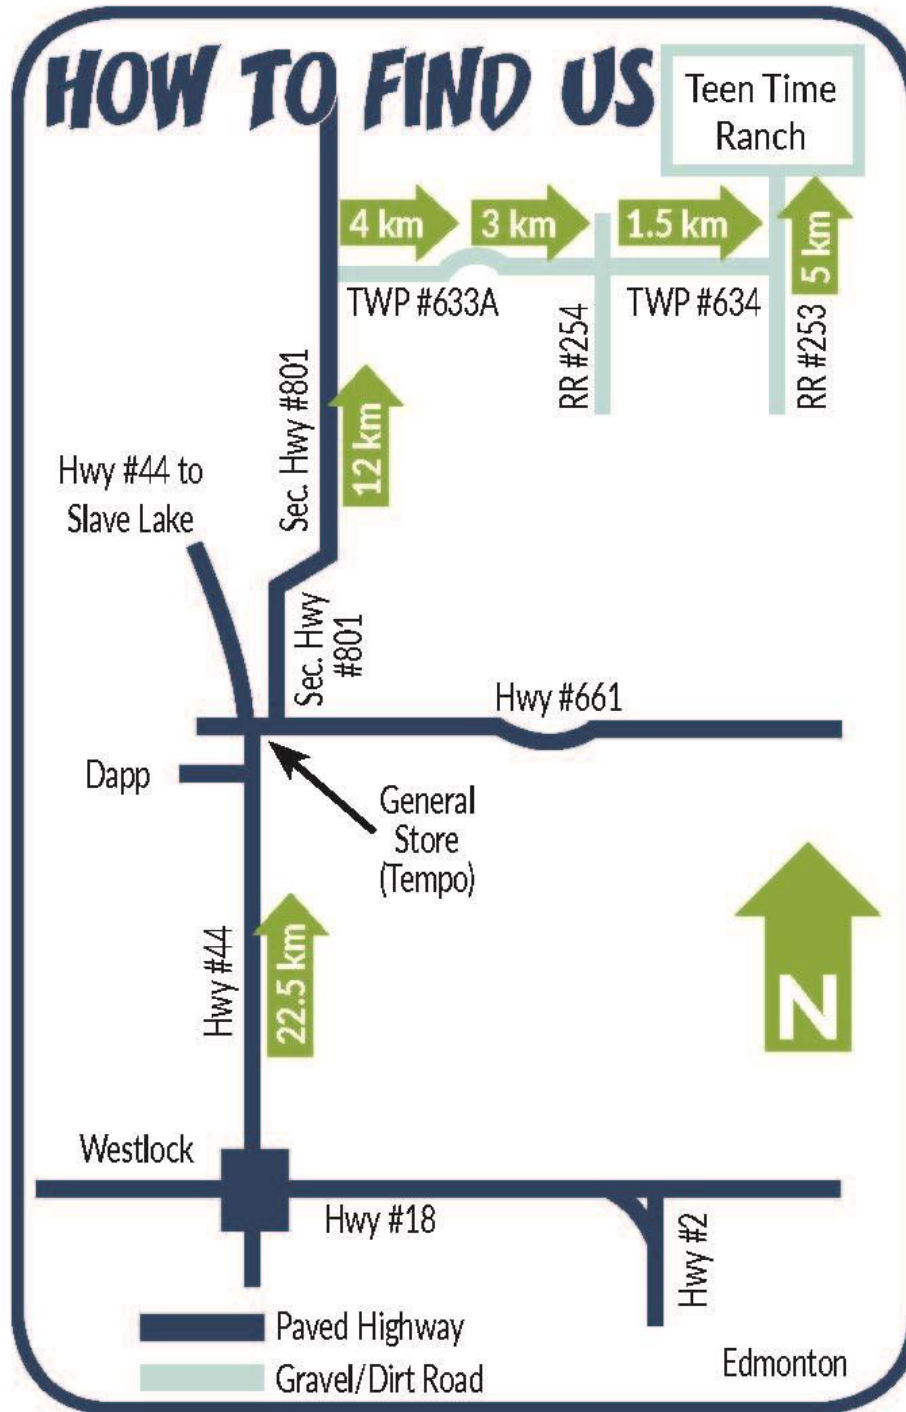 HOW TO FIND US
Teen Time
Ranch
4 km
3 km
1.5 km
5 km
TWP #633A
TWP #634
RR #254
RR #253
Sec. Hwy #801
12 km
Hwy #44 to
Slave Lake
Sec. Hwy
#801
Hwy #661
Dapp
General
Store
(Tempo)
Hwy #44
22.5 km
N
Westlock
Hwy #18
Hwy #2
Paved Highway
Gravel/Dirt Road
Edmonton